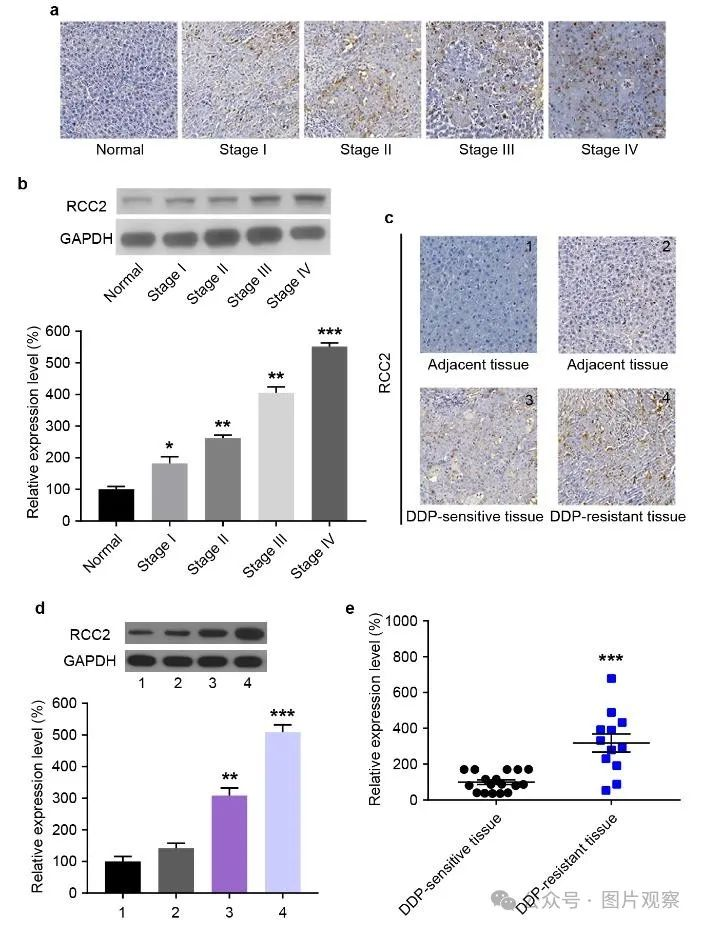 a
Normal
Stage I
Stage II
Stage III
Stage IV
b
RCC2
GAPDH
Normal
Stage I
Stage II
Stage III
Stage IV
Relative expression level (%)
600
500
400
300
200
100
0
*
**
**
***
Normal
Stage I
Stage II
Stage III
Stage IV
c
RCC2
1
2
Adjacent tissue
Adjacent tissue
3
4
DDP-sensitive tissue
DDP-resistant tissue
d
RCC2
GAPDH
1 2 3 4
Relative expression level (%)
600
500
400
300
200
100
0
**
***
1 2 3 4
e
Relative expression level (%)
1000
800
600
400
200
0
***
DDP-sensitive tissue
DDP-resistant tissue
公众号 · 图片观察